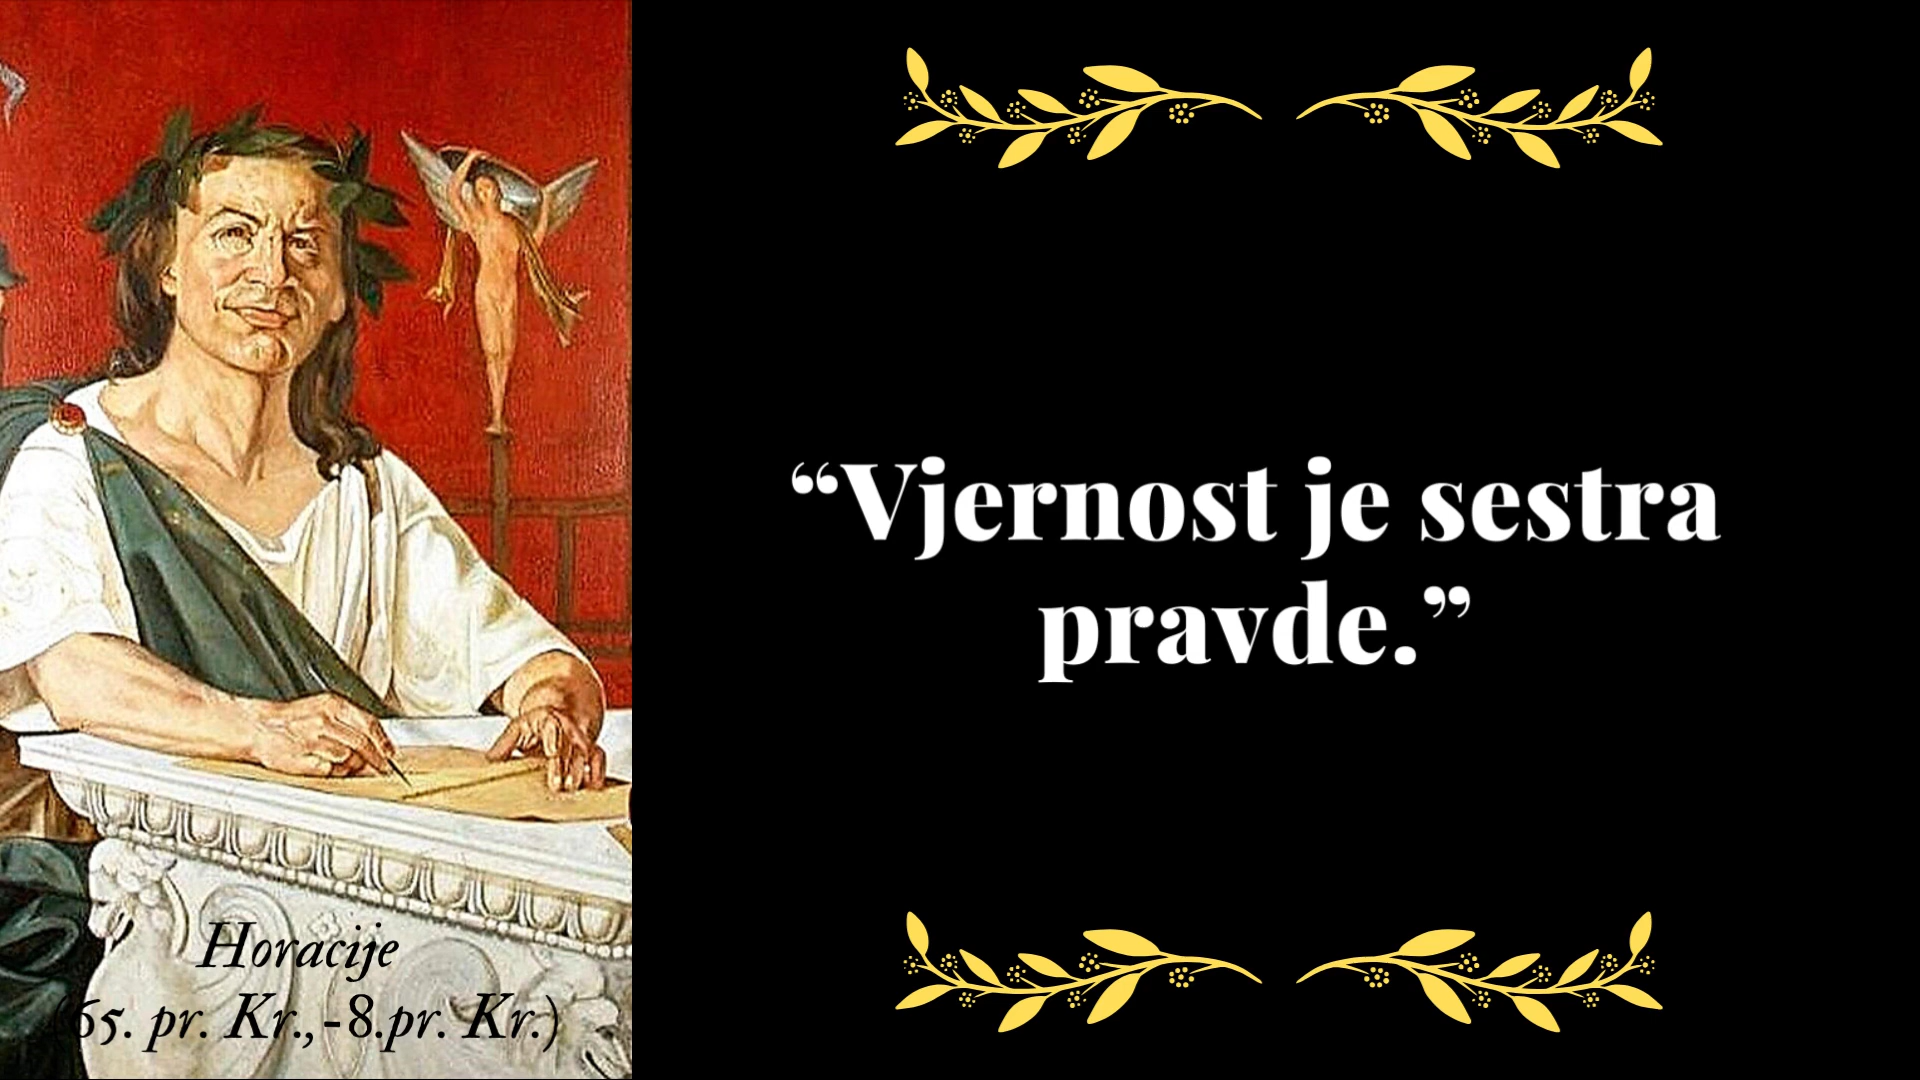 “Vjernost je sestra
pravde.”
Horacije
(65. pr. Kr.,-8.pr. Kr.)